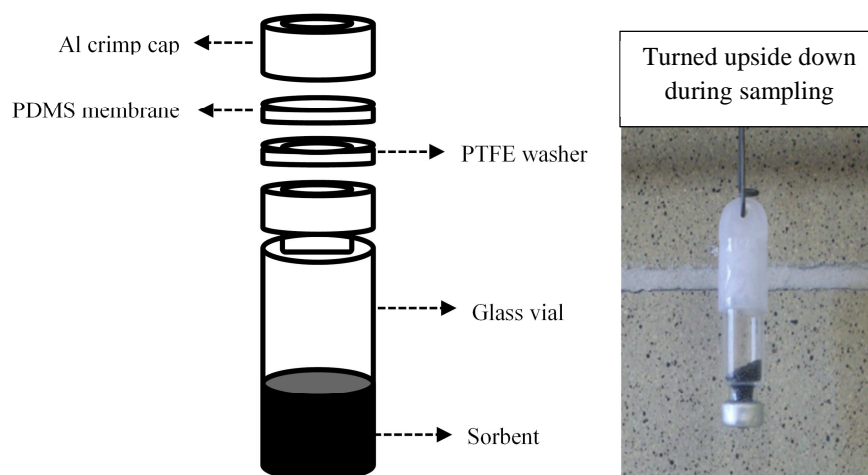 Al crimp cap
PDMS membrane
PTFE washer
Glass vial
Sorbent
Turned upside down
during sampling